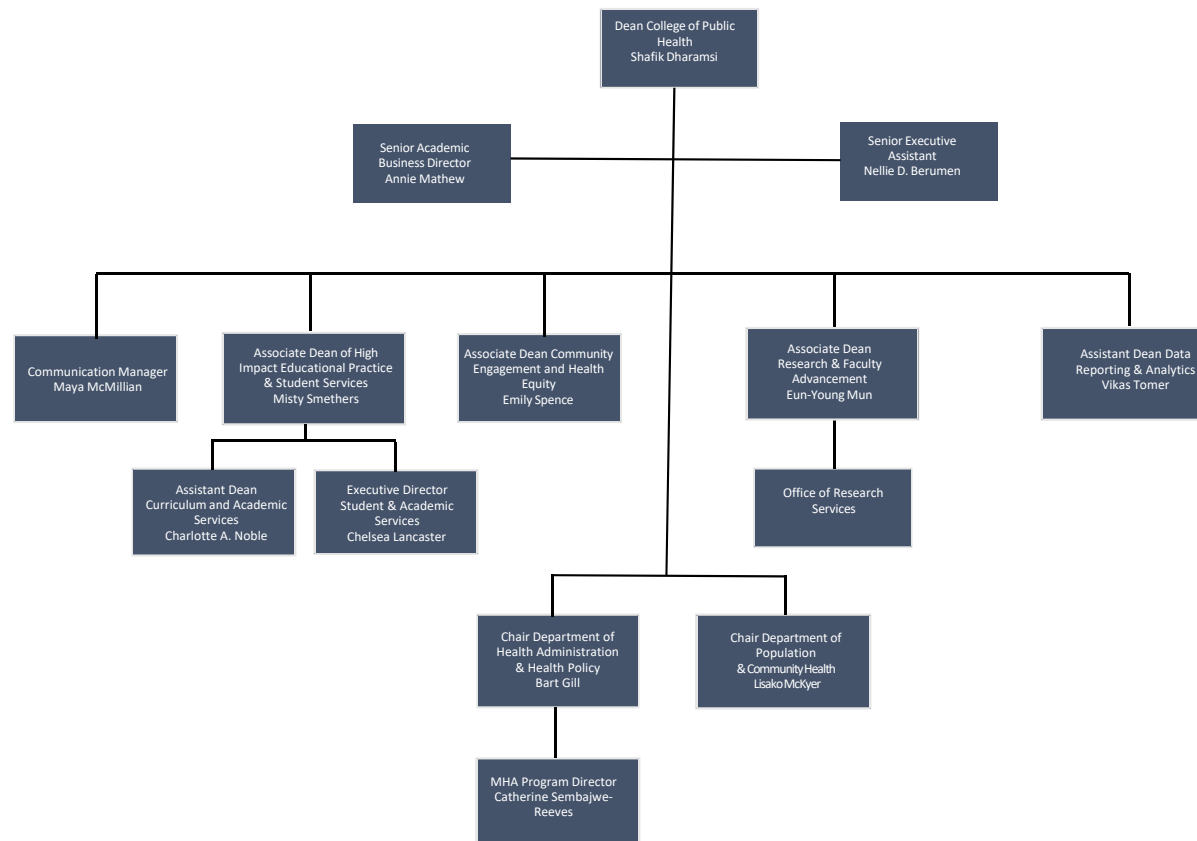 Dean College of Public
Health
Shafik Dharamsi
Senior Academic
Business Director
Annie Mathew
Senior Executive
Assistant
Nellie D. Berumen
Communication Manager
Maya McMillian
Associate Dean of High
Impact Educational Practice
& Student Services
Misty Smethers
Associate Dean Community
Engagement and Health
Equity
Emily Spence
Associate Dean
Research & Faculty
Advancement
Eun-Young Mun
Assistant Dean Data
Reporting & Analytics
Vikas Tomer
Assistant Dean
Curriculum and Academic
Services
Charlotte A. Noble
Executive Director
Student & Academic
Services
Chelsea Lancaster
Office of Research
Services
Chair Department of
Health Administration
& Health Policy
Bart Gill
Chair Department of
Population
& Community Health
Lisako McKyer
MHA Program Director
Catherine Sembajwe-
Reeves